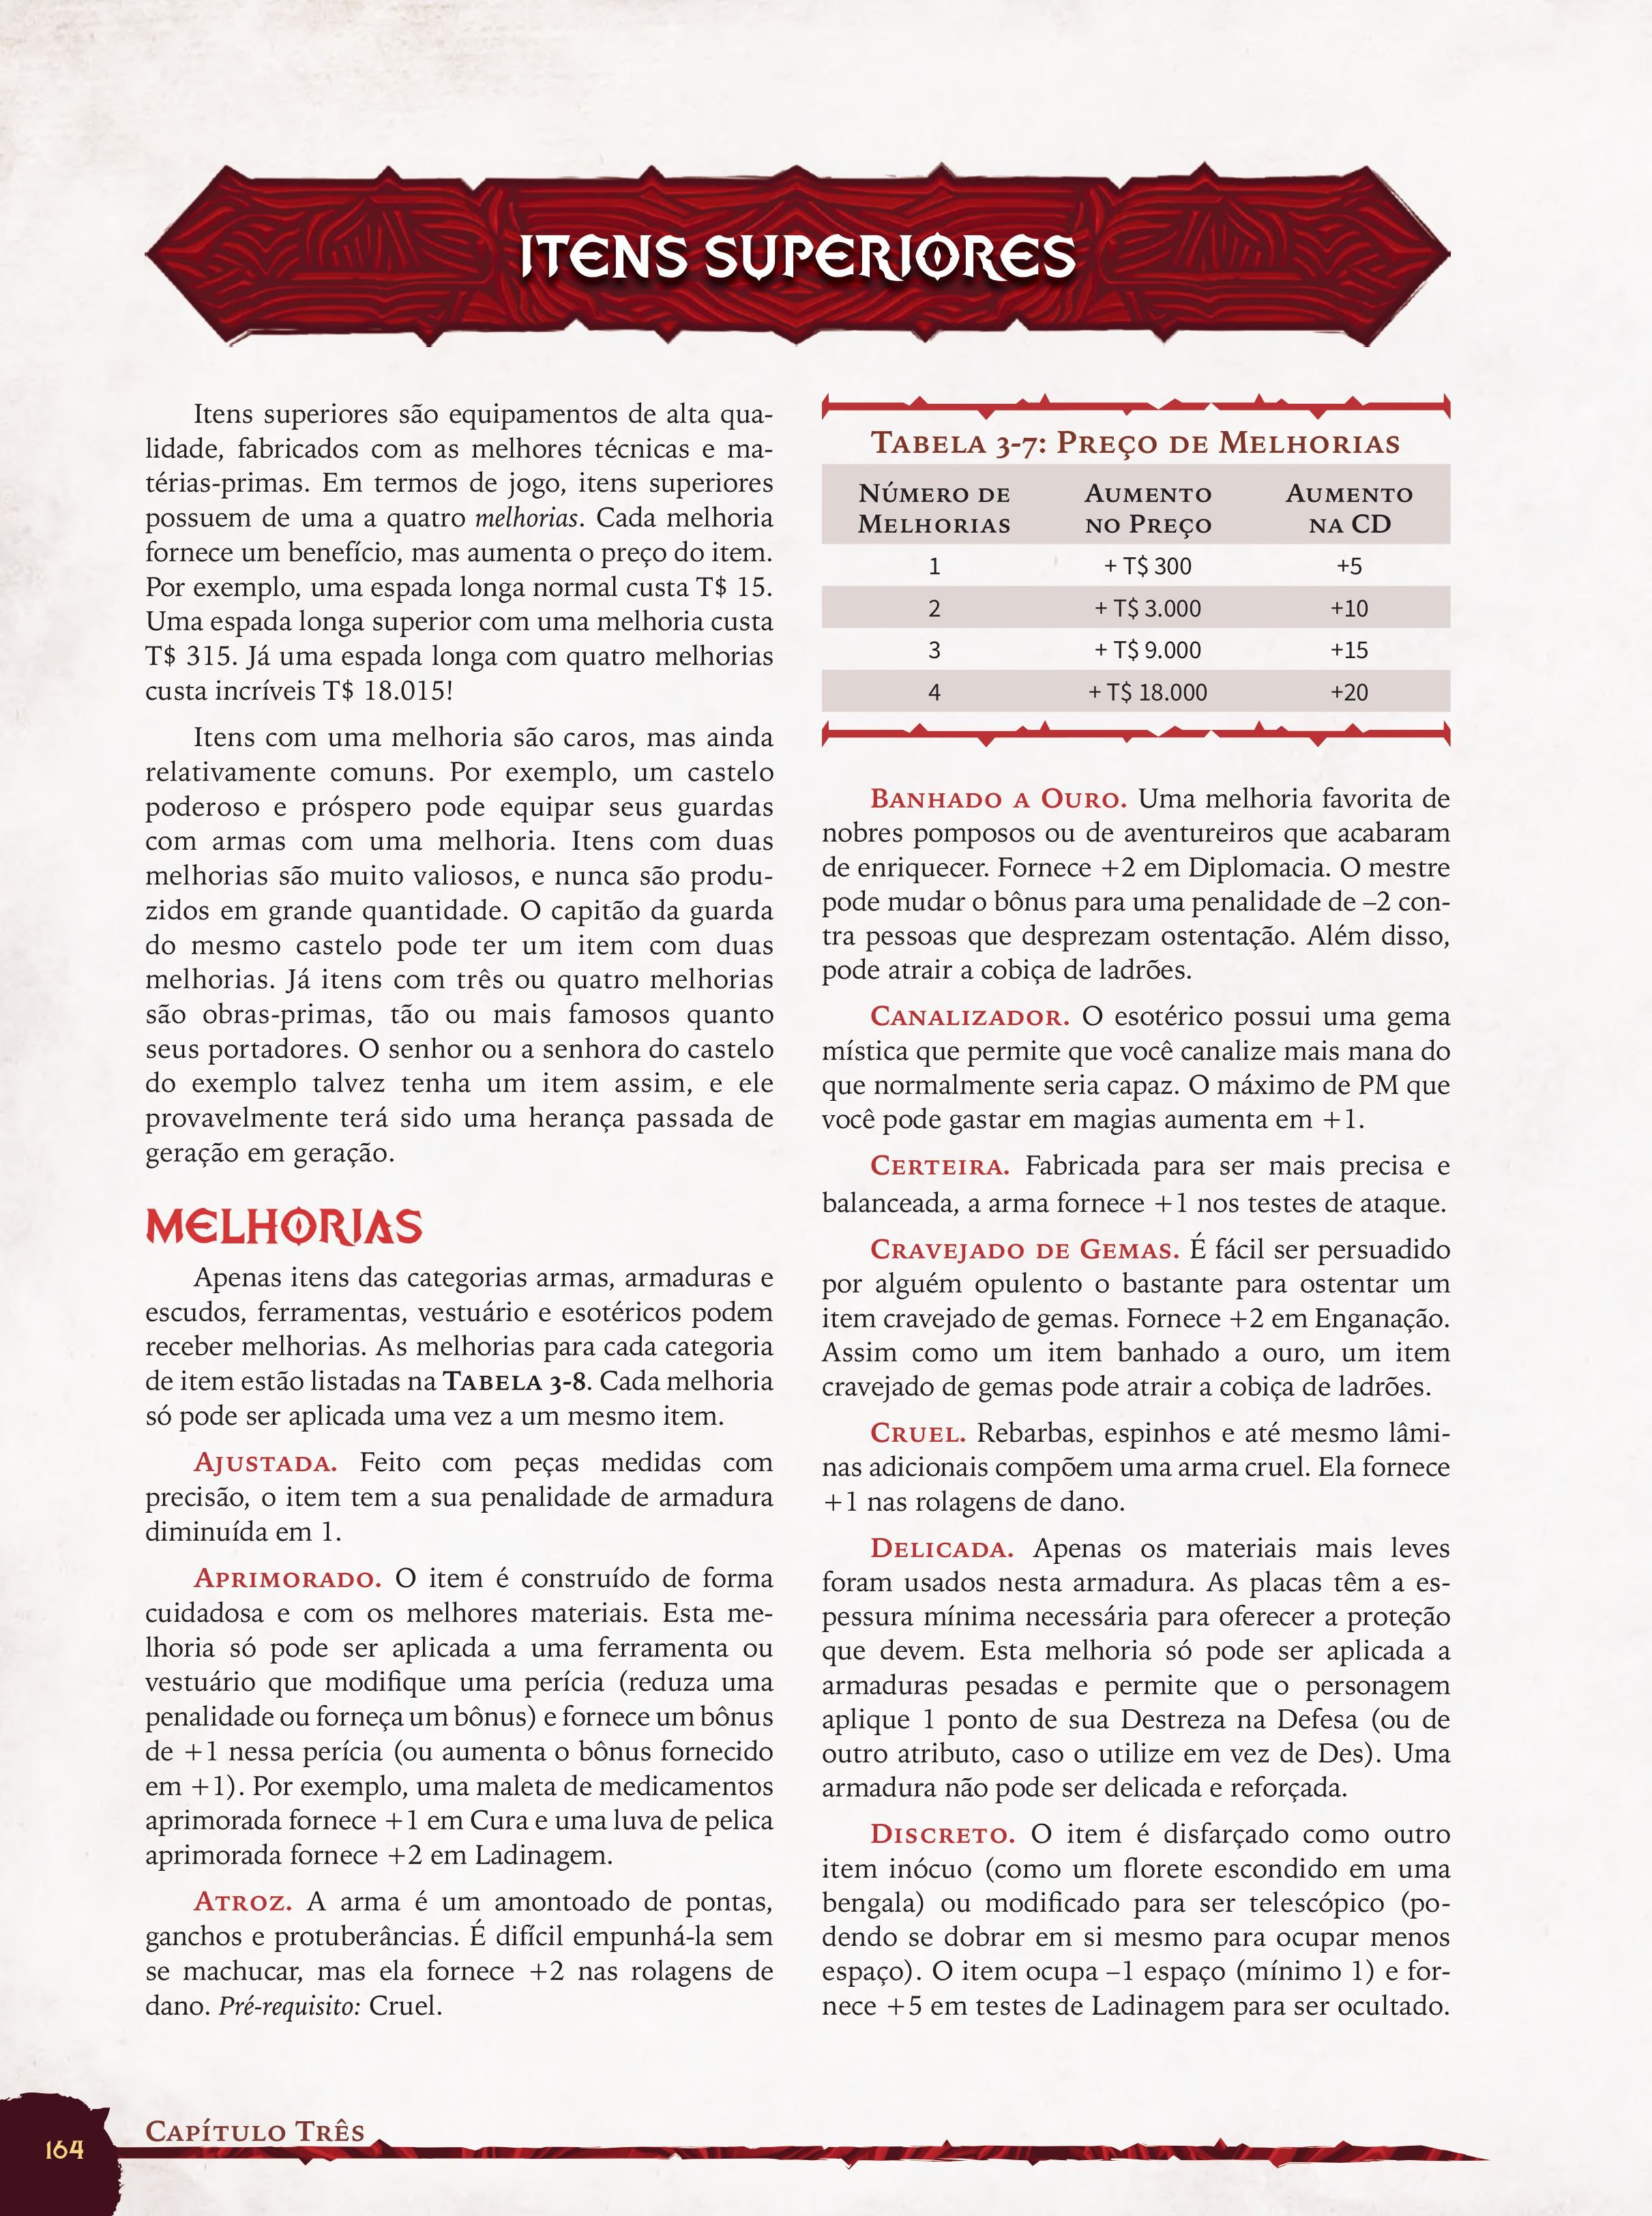 ITENS SUPERIORES
Itens superiores são equipamentos de alta qua-
lidade, fabricados com as melhores técnicas e ma-
térias-primas. Em termos de jogo, itens superiores
possuem de uma a quatro melhorias. Cada melhoria
fornece um benefício, mas aumenta o preço do item.
Por exemplo, uma espada longa normal custa T$ 15.
Uma espada longa superior com uma melhoria custa
T$ 315. Já uma espada longa com quatro melhorias
custa incríveis T$ 18.015!
Itens com uma melhoria são caros, mas ainda
relativamente comuns. Por exemplo, um castelo
poderoso e próspero pode equipar seus guardas
com armas com uma melhoria. Itens com duas
melhorias são muito valiosos, e nunca são produ-
zidos em grande quantidade. O capitão da guarda
do mesmo castelo pode ter um item com duas
melhorias. Já itens com três ou quatro melhorias
são obras-primas, tão ou mais famosos quanto
seus portadores. O senhor ou a senhora do castelo
do exemplo talvez tenha um item assim, e ele
provavelmente terá sido uma herança passada de
geração em geração.
MELHORIAS
Apenas itens das categorias armas, armaduras e
escudos, ferramentas, vestuário e esotéricos podem
receber melhorias. As melhorias para cada categoria
de item estão listadas na TABELA 3-8. Cada melhoria
só pode ser aplicada uma vez a um mesmo item.
AJUSTADA. Feito com peças medidas com
precisão, o item tem a sua penalidade de armadura
diminuída em 1.
APRIMORADO. O item é construído de forma
cuidadosa e com os melhores materiais. Esta me-
lhoria só pode ser aplicada a uma ferramenta ou
vestuário que modifique uma perícia (reduza uma
penalidade ou forneça um bônus) e fornece um bônus
de +1 nessa perícia (ou aumenta o bônus fornecido
em +1). Por exemplo, uma maleta de medicamentos
aprimorada fornece +1 em Cura e uma luva de pelica
aprimorada fornece +2 em Ladinagem.
ATROZ. A arma é um amontoado de pontas,
ganchos e protuberâncias. É difícil empunhá-la sem
se machucar, mas ela fornece +2 nas rolagens de
dano. Pré-requisito: Cruel.
TABELA 3-7: PREÇO DE MELHORIAS
NÚMERO DE MELHORIAS AUMENTO NO PREÇO AUMENTO NA CD
1 + T$ 300 +5
2 + T$ 3.000 +10
3 + T$ 9.000 +15
4 + T$ 18.000 +20
BANHADO A OURO. Uma melhoria favorita de
nobres pomposos ou de aventureiros que acabaram
de enriquecer. Fornece +2 em Diplomacia. O mestre
pode mudar o bônus para uma penalidade de –2 con-
tra pessoas que desprezam ostentação. Além disso,
pode atrair a cobiça de ladrões.
CANALIZADOR. O esotérico possui uma gema
mística que permite que você canalize mais mana do
que normalmente seria capaz. O máximo de PM que
você pode gastar em magias aumenta em +1.
CERTEIRA. Fabricada para ser mais precisa e
balanceada, a arma fornece +1 nos testes de ataque.
CRAVEJADO DE GEMAS. É fácil ser persuadido
por alguém opulento o bastante para ostentar um
item cravejado de gemas. Fornece +2 em Enganação.
Assim como um item banhado a ouro, um item
cravejado de gemas pode atrair a cobiça de ladrões.
CRUEL. Rebarbas, espinhos e até mesmo lâmi-
nas adicionais compõem uma arma cruel. Ela fornece
+1 nas rolagens de dano.
DELICADA. Apenas os materiais mais leves
foram usados nesta armadura. As placas têm a es-
pessura mínima necessária para oferecer a proteção
que devem. Esta melhoria só pode ser aplicada a
armaduras pesadas e permite que o personagem
aplique 1 ponto de sua Destreza na Defesa (ou de
outro atributo, caso o utilize em vez de Des). Uma
armadura não pode ser delicada e reforçada.
DISCRETO. O item é disfarçado como outro
item inócuo (como um florete escondido em uma
bengala) ou modificado para ser telescópico (po-
dendo se dobrar em si mesmo para ocupar menos
espaço). O item ocupa –1 espaço (mínimo 1) e for-
nece +5 em testes de Ladinagem para ser ocultado.
CAPÍTULO TRÊS
164